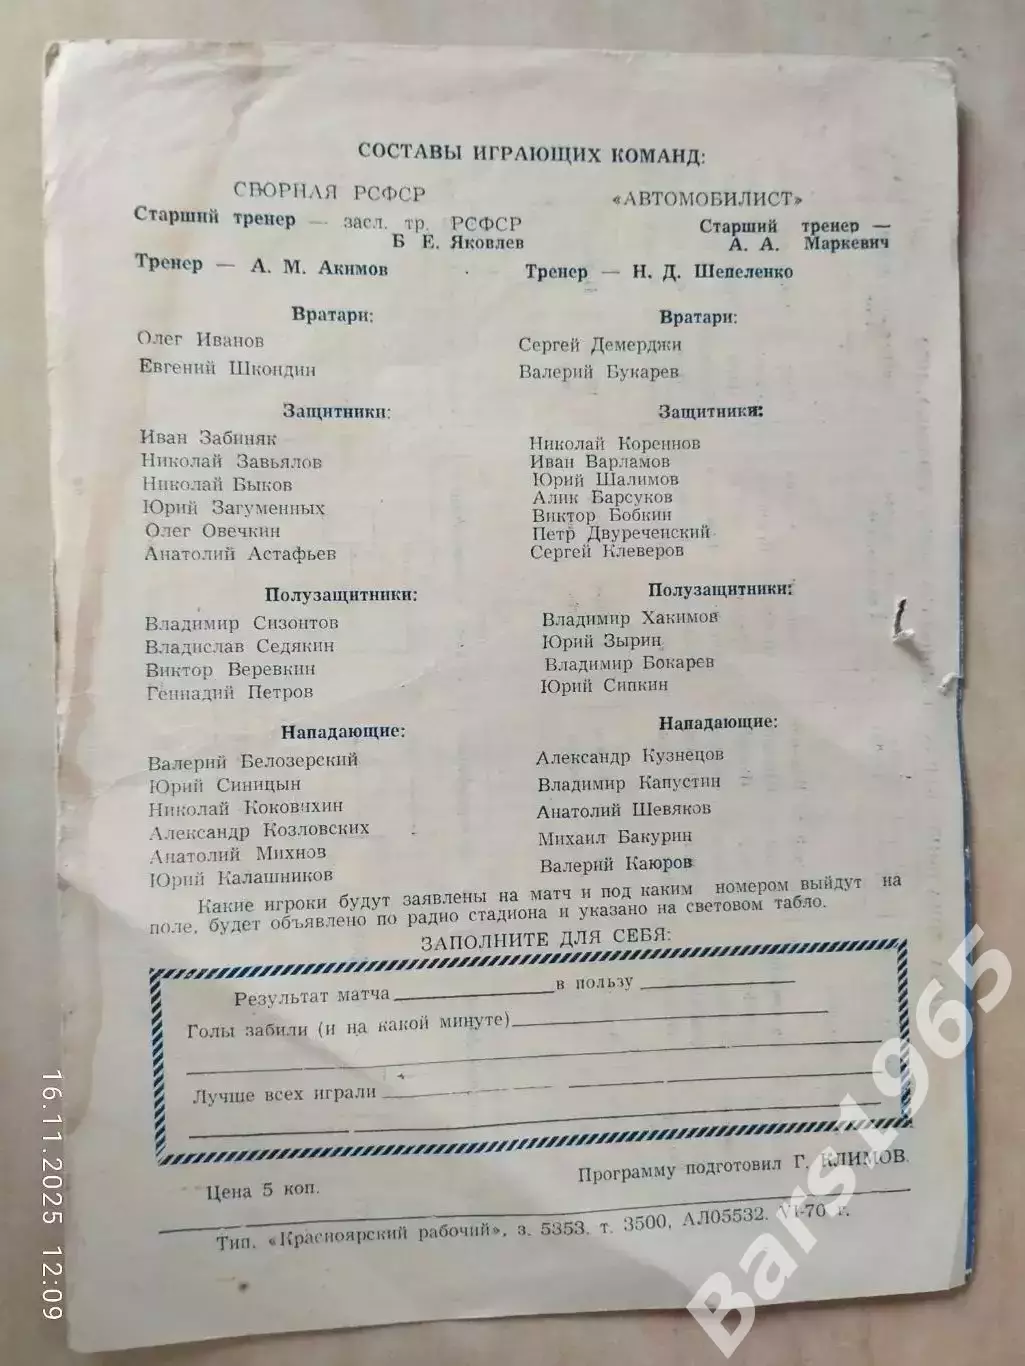 СОСТАВЫ ИГРАЮЩИХ КОМАНД:
СБОРНАЯ РСФСР
Старший тренер — засл. тр. РСФСР
Б Е. Яковлев
Тренер — А. М. Акимов
Вратари:
Олег Иванов
Евгений Шкондин
Защитники:
Иван Забиняк
Николай Завьялов
Николай Быков
Юрий Загуменных
Олег Овечкин
Анатолий Астафьев
Полузащитники:
Владимир Сизонтов
Владислав Седякин
Виктор Веревкин
Геннадий Петров
Нападающие:
Валерий Белозерский
Юрий Синицын
Николай Коковихин
Александр Козловских
Анатолий Михнов
Юрий Калашников
«АВТОМОБИЛИСТ»
Старший тренер —
А. А. Маркевич
Тренер — Н. Д. Шепеленко
Вратари:
Сергей Демерджи
Валерий Букарев
Защитники:
Николай Кореннов
Иван Варламов
Юрий Шалимов
Алик Барсуков
Виктор Бобкин
Петр Двуреченский
Сергей Клеверов
Полузащитники:
Владимир Хакимов
Юрий Зырин
Владимир Бокарев
Юрий Сипкин
Нападающие:
Александр Кузнецов
Владимир Капустин
Анатолий Шевяков
Михаил Бакурин
Валерий Каюров
Какие игроки будут заявлены на матч и под каким номером выйдут на
поле, будет объявлено по радио стадиона и указано на световом табло.
ЗАПОЛНИТЕ ДЛЯ СЕБЯ:
Результат матча в пользу
Голы забили (и на какой минуте)
Лучше всех играли
Цена 5 коп.
Программу подготовил Г. КЛИМОВ.
Тип. «Красноярский рабочий», з. 5353. т. 3500, АЛ05532. VI-70 г.
16.11.2025 12:09
Bars1965